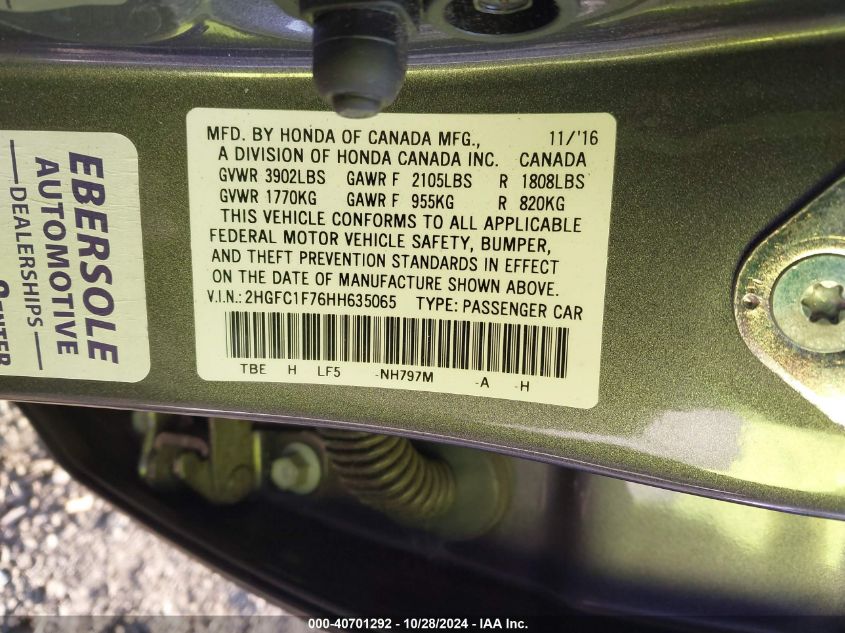 MFD. BY HONDA OF CANADA MFG., 11/'16
A DIVISION OF HONDA CANADA INC. CANADA
GVWR 3902LBS GAWR F 2105LBS R 1808LBS
GVWR 1770KG GAWR F 955KG R 820KG
THIS VEHICLE CONFORMS TO ALL APPLICABLE
FEDERAL MOTOR VEHICLE SAFETY, BUMPER,
AND THEFT PREVENTION STANDARDS IN EFFECT
ON THE DATE OF MANUFACTURE SHOWN ABOVE.
V.I.N.: 2HGFC1F76HH635065 TYPE: PASSENGER CAR
TBE H LF5 -NH797M -A -H
EBERSOLE
AUTOMOTIVE
DEALERSHIPS
000-40701292 - 10/28/2024 - IAA Inc.